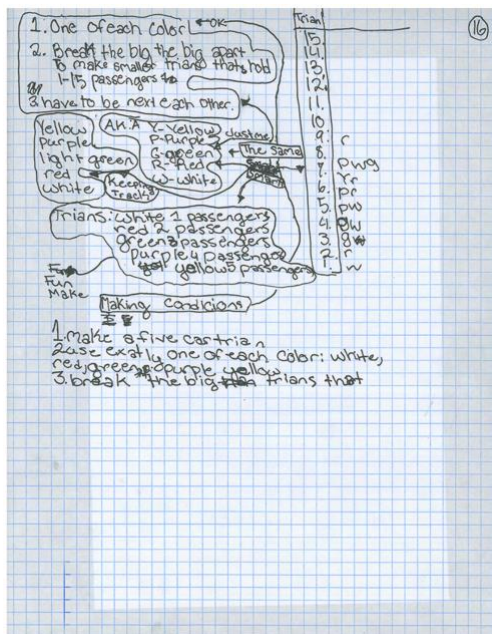 16
1. One of each color ok
2. Break the big the big apart
To make smaller trians thats hold
1-15 passengers
3. have to be next each other.
Yellow
purple
light green
red
white
AKA Y-Yellow
P-Purple
G-green
R-Red
W-white
The Same
Keeping
Track
Trians: white 1 passengers
red 2 passengers
green 3 passengers
purple 4 passenger
yellow 5 passengers
Fun
Make
Making Condicions
1. make a five car trian
2. use exatly one of each color: white,
red, green, purple yellow
3. break the big trians that
Trian
15.
14.
13.
12.
11.
10
9. r
8.
7. pwg
6. Yr
5. pr
4. pw
3. gw
2. r
1. w